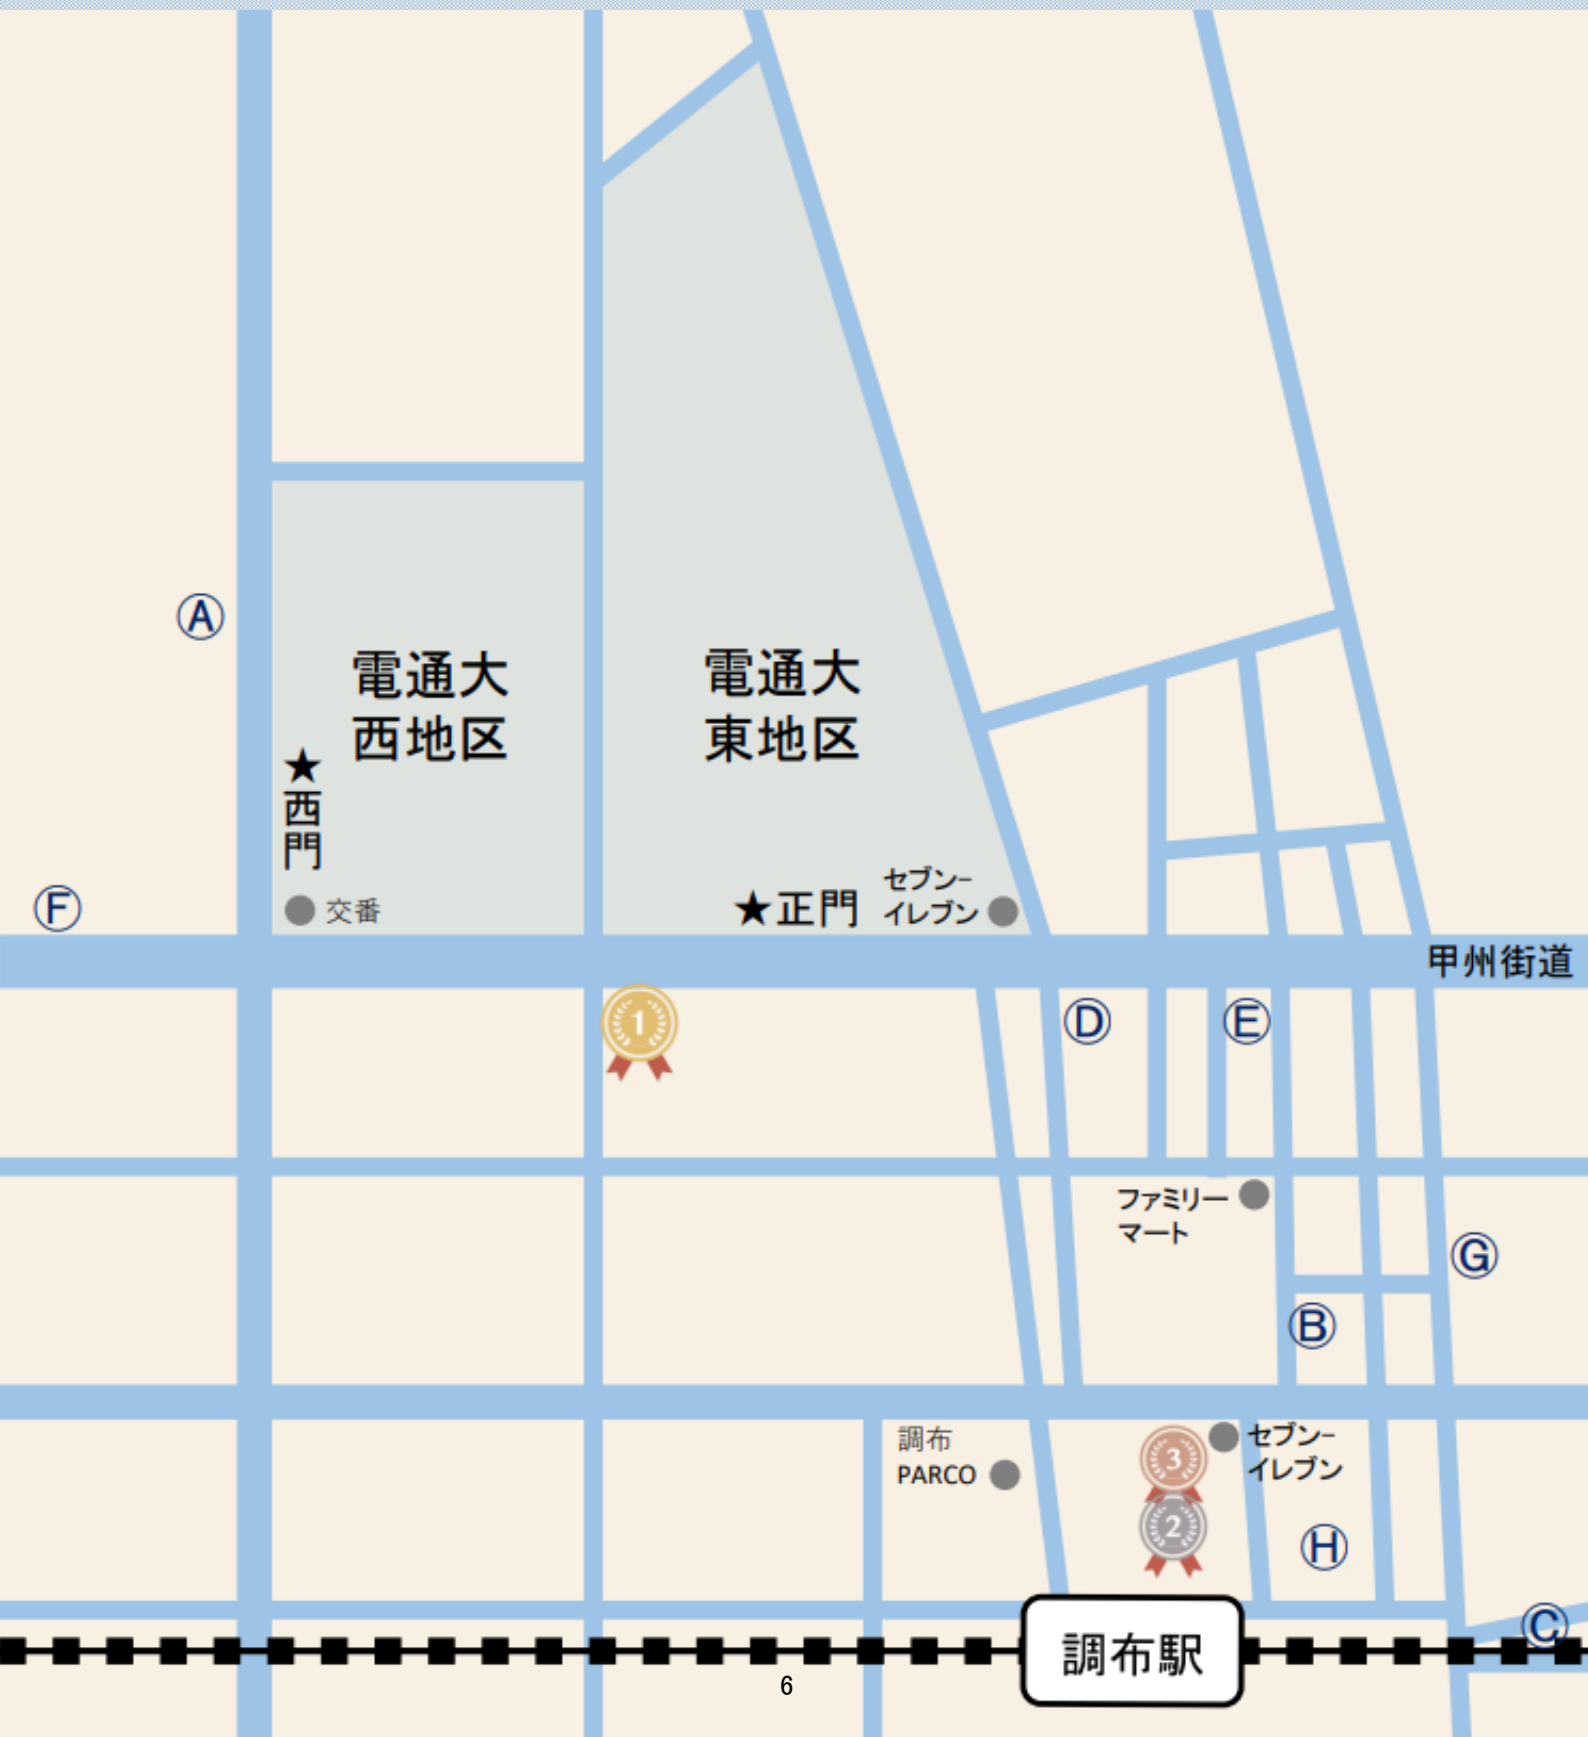 Ⓐ
電通大
西地区
電通大
東地区
★
西
門
Ⓕ
交番
★正門
セブン-
イレブン
甲州街道
1
Ⓓ
Ⓔ
ファミリー
マート
Ⓖ
Ⓑ
調布
PARCO
3
2
セブン-
イレブン
Ⓗ
Ⓒ
調布駅
6